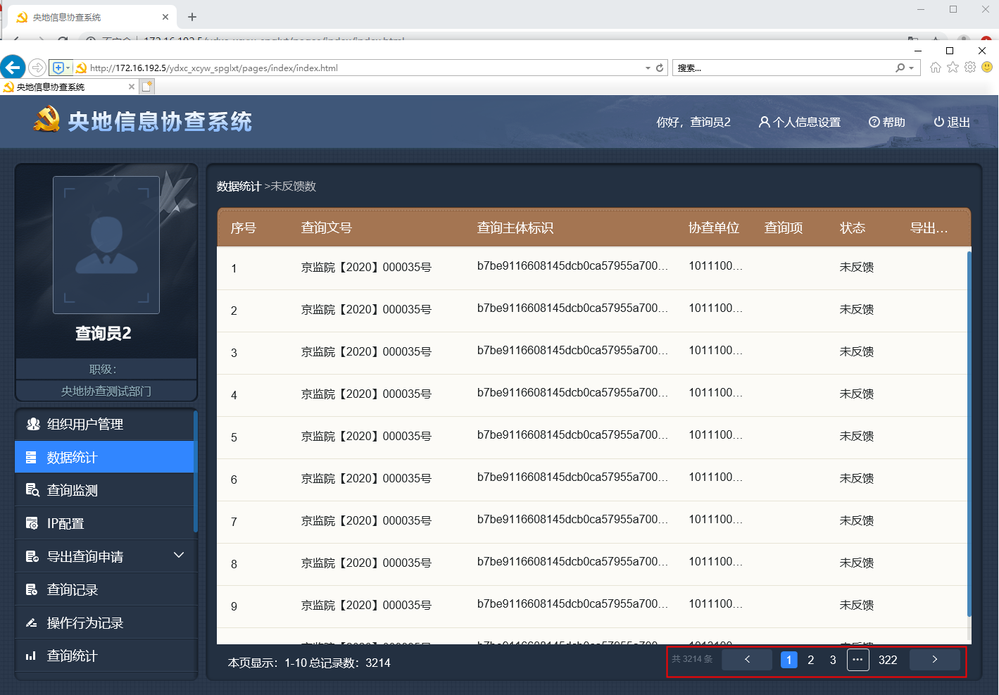 央地信息协查系统
http://172.16.192.5/ydxc_xcyw_spglxt/pages/index/index.html
搜索...
央地信息协查系统
央地信息协查系统
你好，查询员2 个人信息设置 帮助 退出
查询员2
职级：
央地协查测试部门
组织用户管理
数据统计
查询监测
IP配置
导出查询申请
查询记录
操作行为记录
查询统计
数据统计 >未反馈数
序号 查询文号 查询主体标识 协查单位 查询项 状态 导出...
1 京监院【2020】000035号 b7be9116608145dcb0ca57955a700... 1011100... 未反馈
2 京监院【2020】000035号 b7be9116608145dcb0ca57955a700... 1011100... 未反馈
3 京监院【2020】000035号 b7be9116608145dcb0ca57955a700... 1011100... 未反馈
4 京监院【2020】000035号 b7be9116608145dcb0ca57955a700... 1011100... 未反馈
5 京监院【2020】000035号 b7be9116608145dcb0ca57955a700... 1011100... 未反馈
6 京监院【2020】000035号 b7be9116608145dcb0ca57955a700... 1011100... 未反馈
7 京监院【2020】000035号 b7be9116608145dcb0ca57955a700... 1011100... 未反馈
8 京监院【2020】000035号 b7be9116608145dcb0ca57955a700... 1011100... 未反馈
9 京监院【2020】000035号 b7be9116608145dcb0ca57955a700... 1011100... 未反馈
本页显示：1-10 总记录数：3214
共 3214 条 < 1 2 3 ··· 322 >